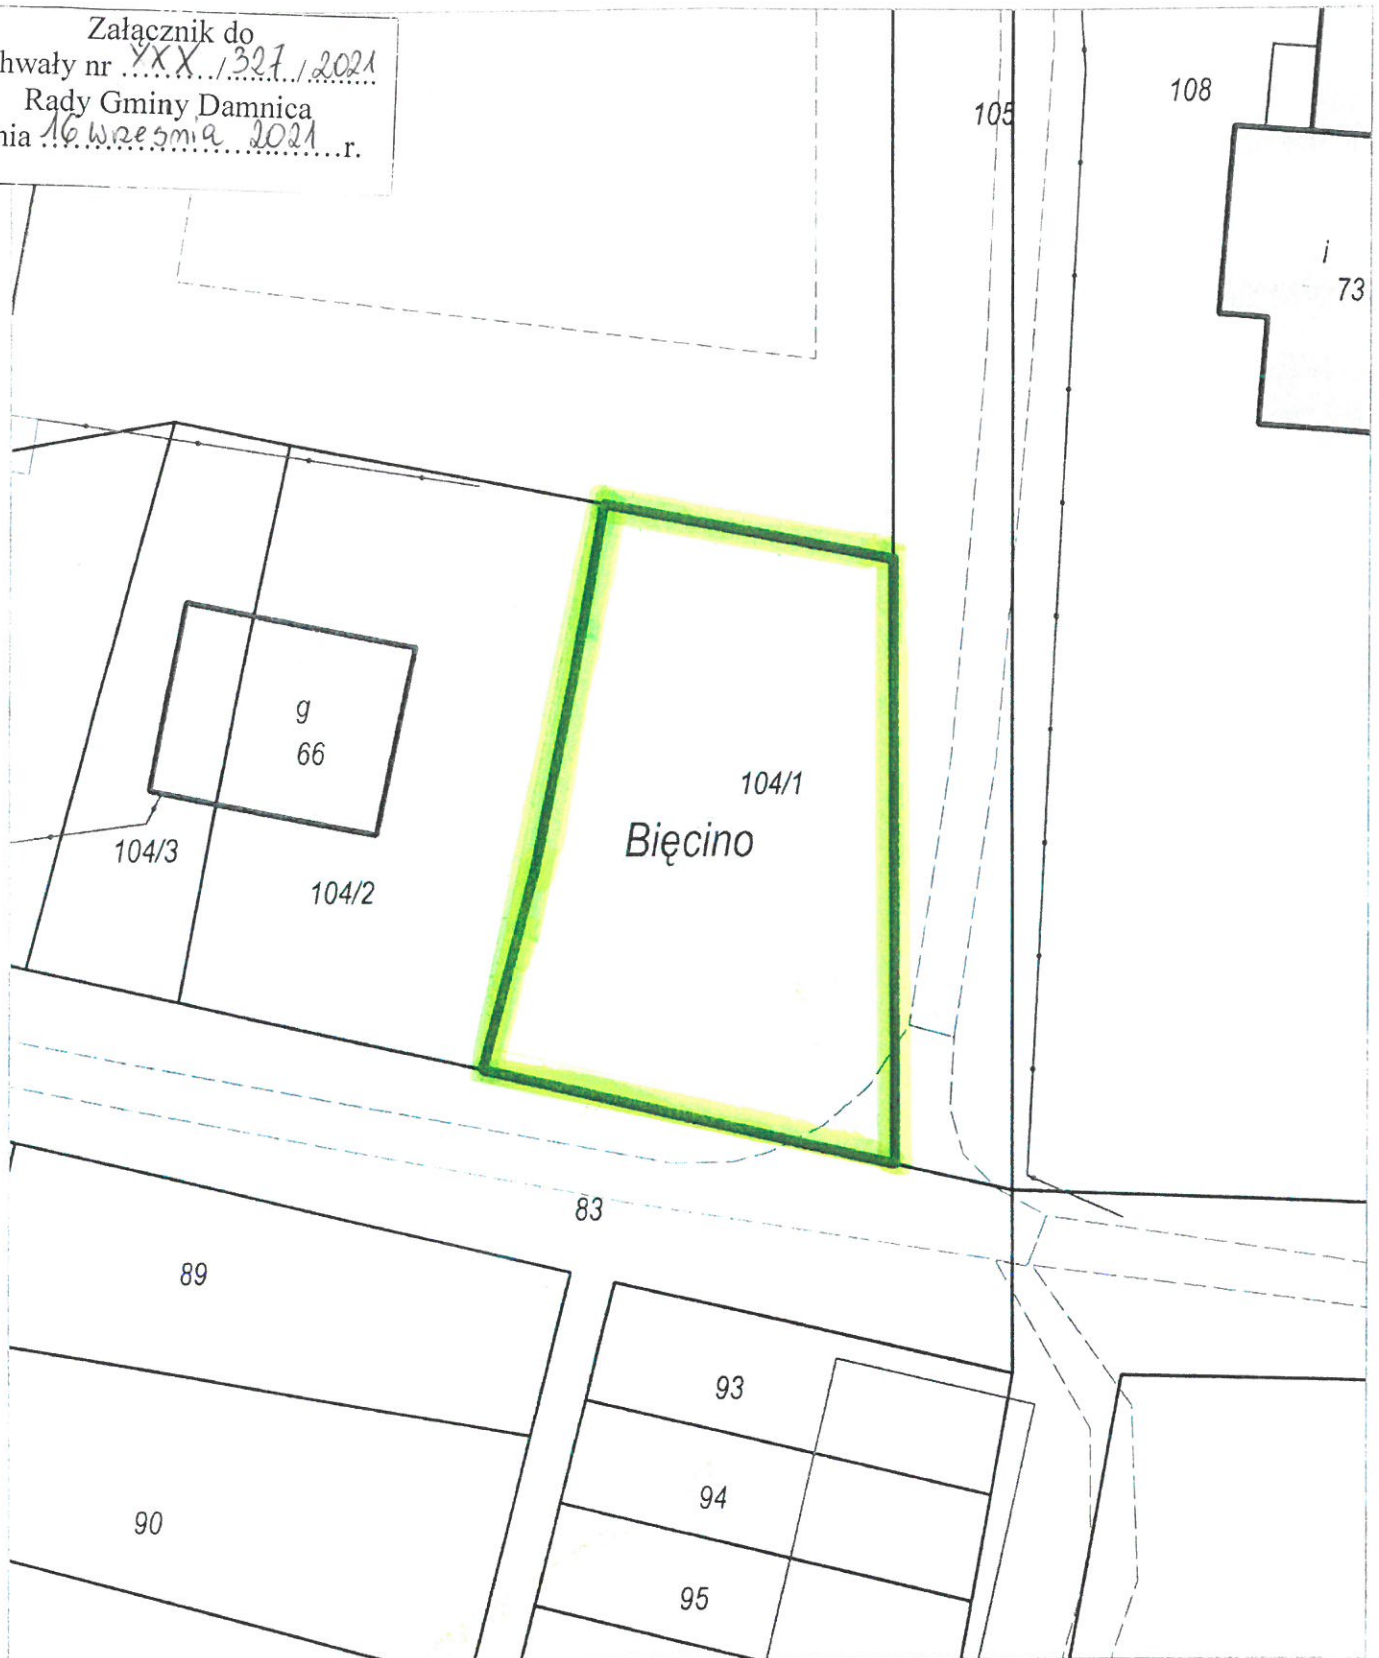 Załącznik do
hwały nr XXX / 327 / 2021
Rady Gminy Damnica
nia 16 września 2021 r.
105
108
i
73
g
66
104/1
Bięcino
104/3
104/2
83
89
93
94
90
95